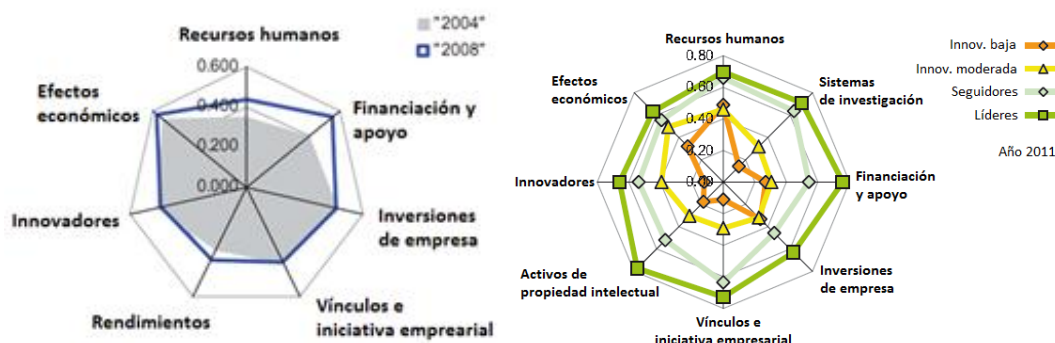 "2004"
"2008"
Recursos humanos
0.600
0.400
0.200
0.000
Efectos
económicos
Financiación y
apoyo
Innovadores
Inversiones
de empresa
Rendimientos
Vínculos e
iniciativa emprearial
Recursos humanos
0.80
0.60
0.40
0.20
0.00
Efectos
económicos
Sistemas
de investigación
Innovadores
Financiación
y apoyo
Activos de
propiedad intelectual
Inversiones
de empresa
Vínculos e
iniciativa empresarial
Innov. baja
Innov. moderada
Seguidores
Líderes
Año 2011